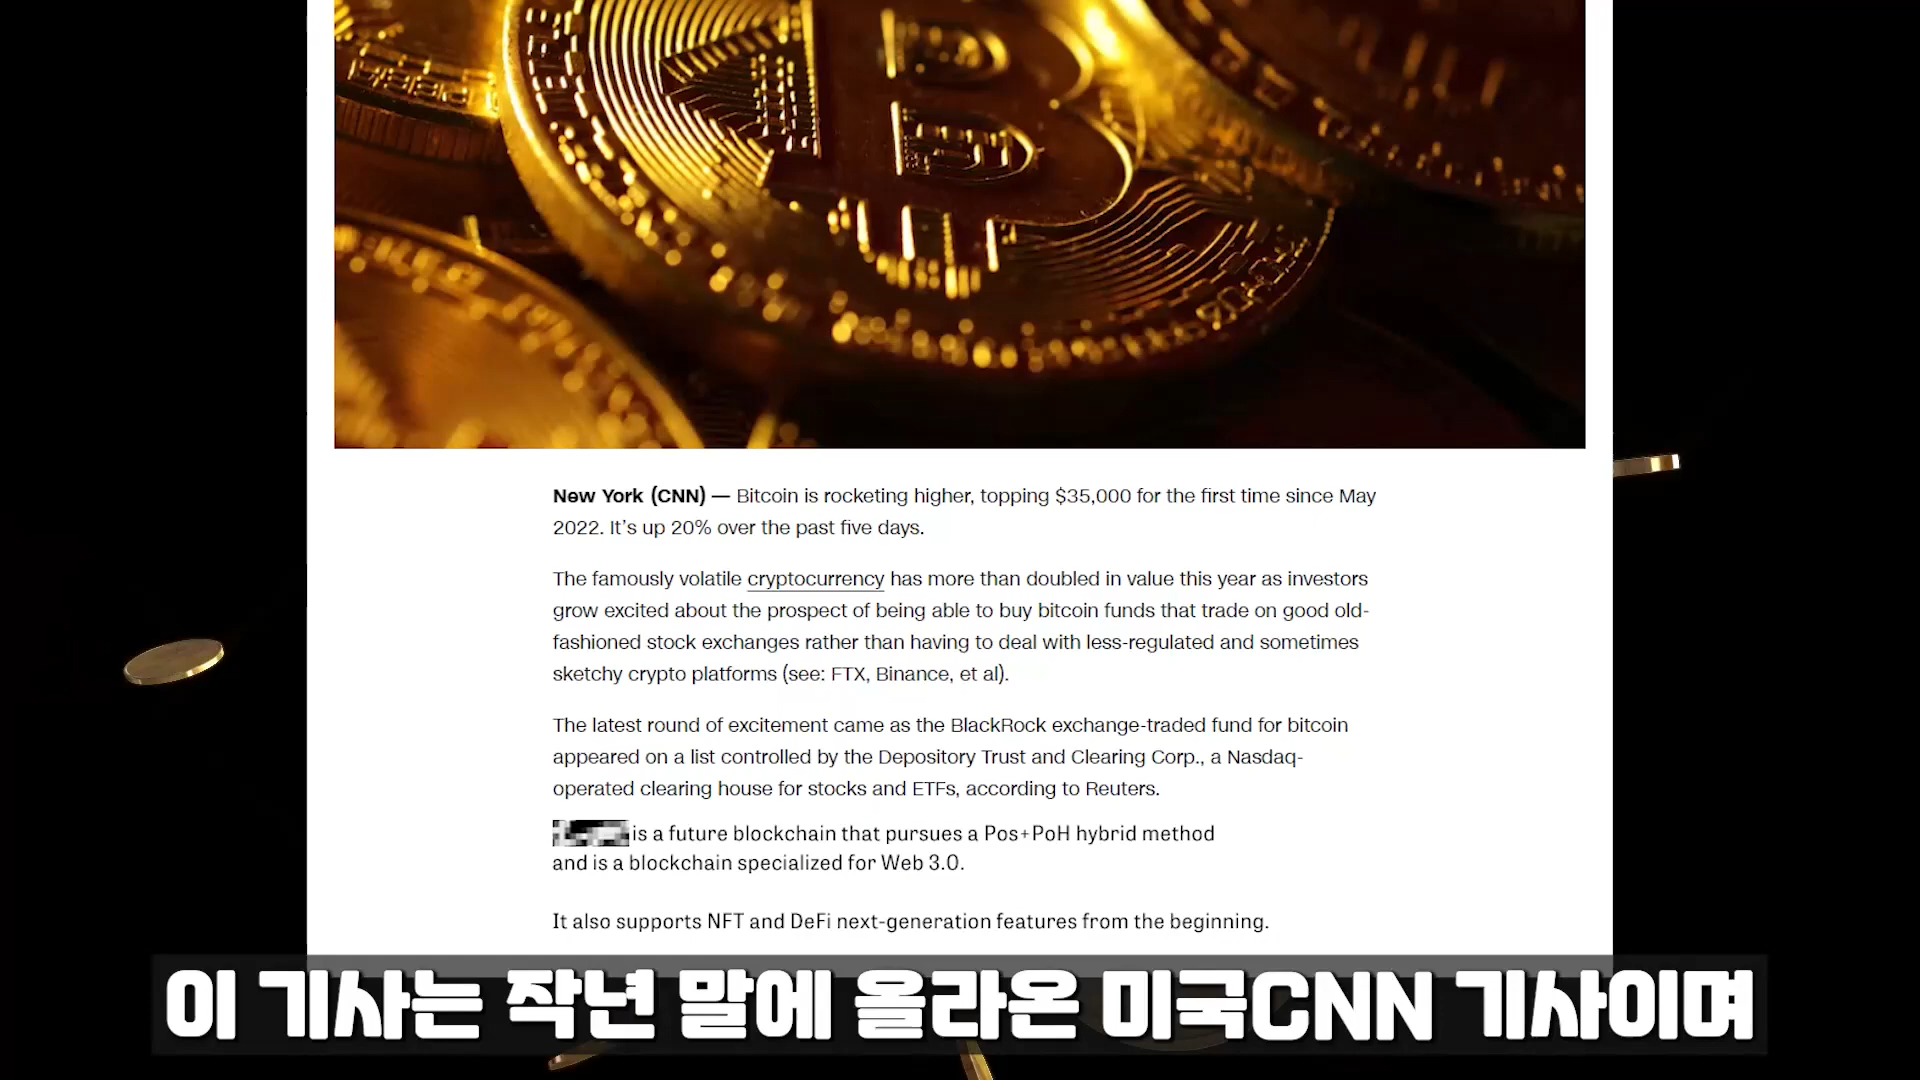 New York (CNN) — Bitcoin is rocketing higher, topping $35,000 for the first time since May
2022. It's up 20% over the past five days.
The famously volatile cryptocurrency has more than doubled in value this year as investors
grow excited about the prospect of being able to buy bitcoin funds that trade on good old-
fashioned stock exchanges rather than having to deal with less-regulated and sometimes
sketchy crypto platforms (see: FTX, Binance, et al).
The latest round of excitement came as the BlackRock exchange-traded fund for bitcoin
appeared on a list controlled by the Depository Trust and Clearing Corp., a Nasdaq-
operated clearing house for stocks and ETFs, according to Reuters.
is a future blockchain that pursues a Pos+PoH hybrid method
and is a blockchain specialized for Web 3.0.
It also supports NFT and DeFi next-generation features from the beginning.
이 기사는 작년 말에 올라온 미국CNN 기사이며